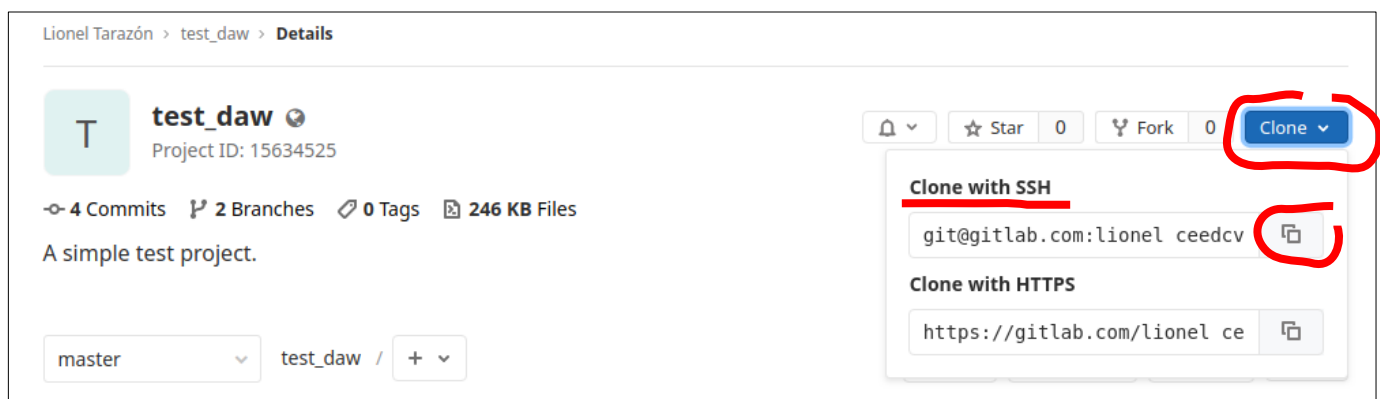 Lionel Tarazón > test_daw > Details
T
test_daw
Project ID: 15634525
Star 0 Fork 0 Clone
4 Commits 2 Branches 0 Tags 246 KB Files
A simple test project.
Clone with SSH
git@gitlab.com:lionel ceedcv
Clone with HTTPS
https://gitlab.com/lionel ce
master test_daw / +